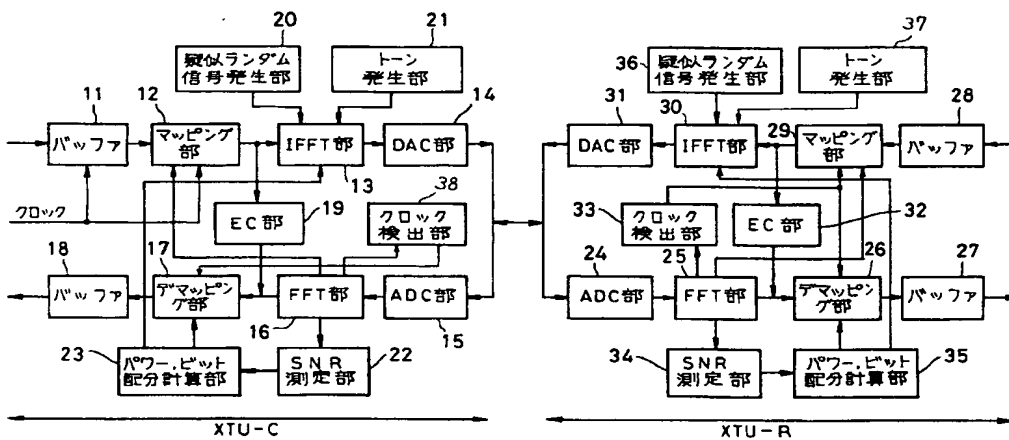 20
疑似ランダム
信号発生部
21
トーン
発生部
11
バッファ
12
マッピング
部
IFFT部
13
14
DAC部
クロック
EC部
19
38
クロック
検出部
18
バッファ
17
デマッピン
グ部
FFT部
16
ADC部
15
23
パワー,ビット
配分計算部
SNR
測定部
22
XTU-C
36
疑似ランダム
信号発生部
37
トーン
発生部
31
DAC部
30
IFFT部
29
マッピング
部
28
バッファ
33
クロック
検出部
EC部
32
24
ADC部
25
FFT部
26
デマッピン
グ部
27
バッファ
34
SNR
測定部
パワー,ビット
配分計算部
35
XTU-R